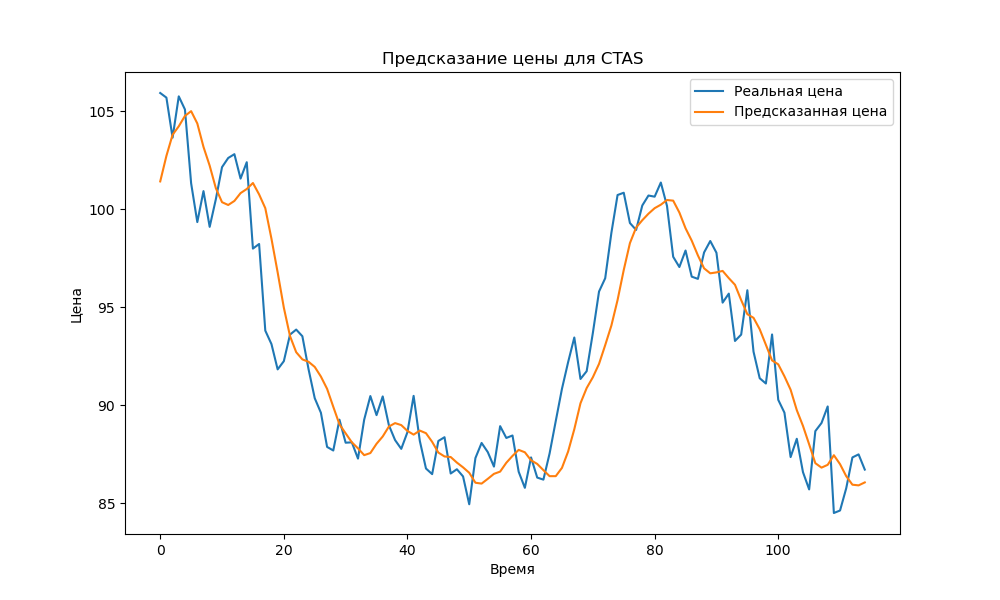 Предсказание цены для CTAS
Реальная цена
Предсказанная цена
105
100
95
90
85
Цена
0 20 40 60 80 100
Время